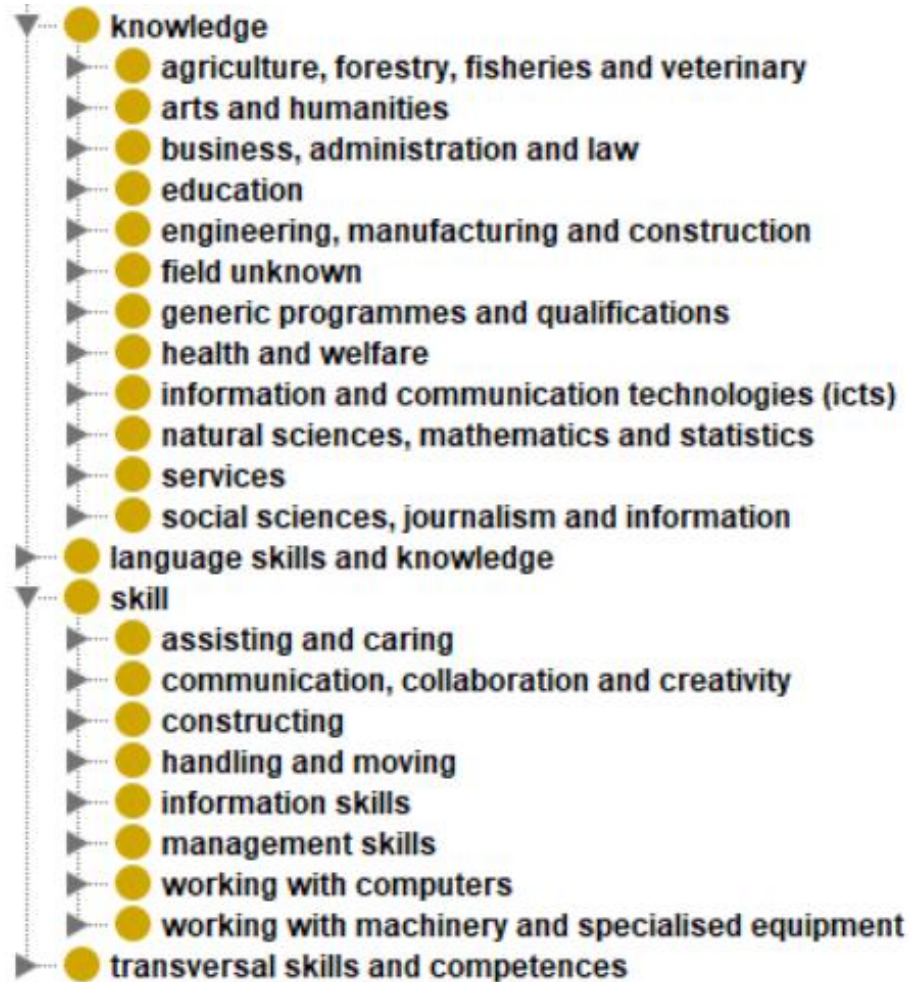 knowledge
agriculture, forestry, fisheries and veterinary
arts and humanities
business, administration and law
education
engineering, manufacturing and construction
field unknown
generic programmes and qualifications
health and welfare
information and communication technologies (icts)
natural sciences, mathematics and statistics
services
social sciences, journalism and information
language skills and knowledge
skill
assisting and caring
communication, collaboration and creativity
constructing
handling and moving
information skills
management skills
working with computers
working with machinery and specialised equipment
transversal skills and competences